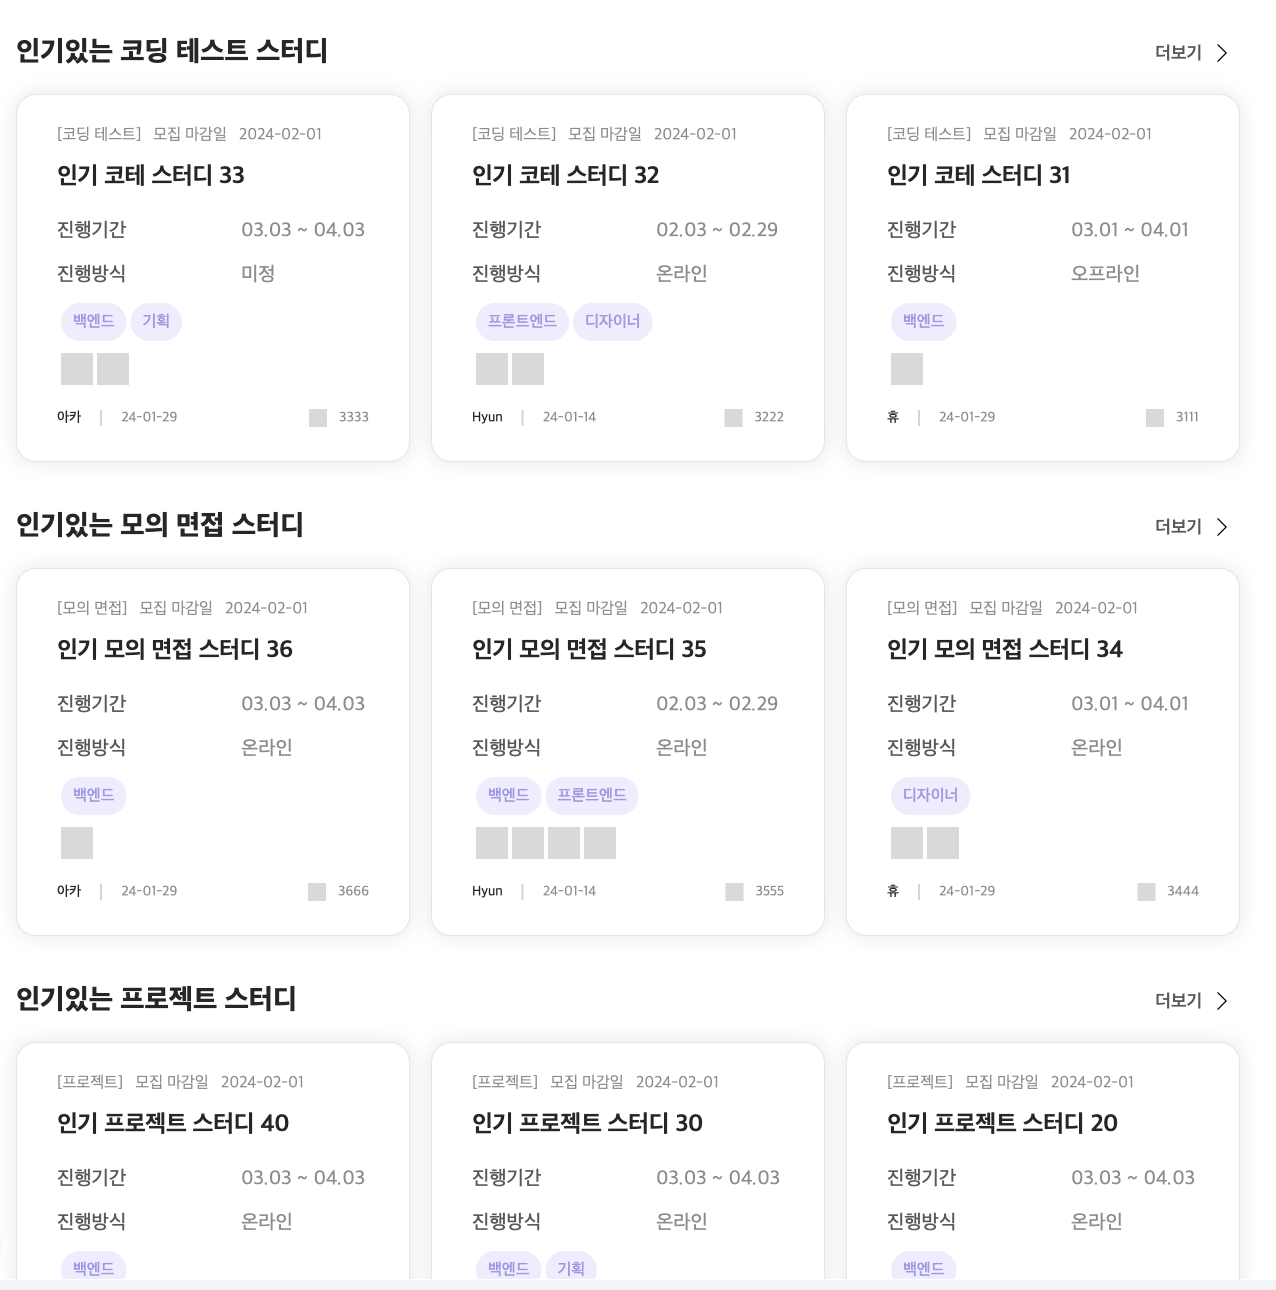 인기있는 코딩 테스트 스터디 더보기
[코딩 테스트] 모집 마감일 2024-02-01
인기 코테 스터디 33
진행기간 03.03 ~ 04.03
진행방식 미정
백엔드 기획
아카 | 24-01-29 3333
[코딩 테스트] 모집 마감일 2024-02-01
인기 코테 스터디 32
진행기간 02.03 ~ 02.29
진행방식 온라인
프론트엔드 디자이너
Hyun | 24-01-14 3222
[코딩 테스트] 모집 마감일 2024-02-01
인기 코테 스터디 31
진행기간 03.01 ~ 04.01
진행방식 오프라인
백엔드
휴 | 24-01-29 3111
인기있는 모의 면접 스터디 더보기
[모의 면접] 모집 마감일 2024-02-01
인기 모의 면접 스터디 36
진행기간 03.03 ~ 04.03
진행방식 온라인
백엔드
아카 | 24-01-29 3666
[모의 면접] 모집 마감일 2024-02-01
인기 모의 면접 스터디 35
진행기간 02.03 ~ 02.29
진행방식 온라인
백엔드 프론트엔드
Hyun | 24-01-14 3555
[모의 면접] 모집 마감일 2024-02-01
인기 모의 면접 스터디 34
진행기간 03.01 ~ 04.01
진행방식 온라인
디자이너
휴 | 24-01-29 3444
인기있는 프로젝트 스터디 더보기
[프로젝트] 모집 마감일 2024-02-01
인기 프로젝트 스터디 40
진행기간 03.03 ~ 04.03
진행방식 온라인
백엔드
[프로젝트] 모집 마감일 2024-02-01
인기 프로젝트 스터디 30
진행기간 03.03 ~ 04.03
진행방식 온라인
백엔드 기획
[프로젝트] 모집 마감일 2024-02-01
인기 프로젝트 스터디 20
진행기간 03.03 ~ 04.03
진행방식 온라인
백엔드